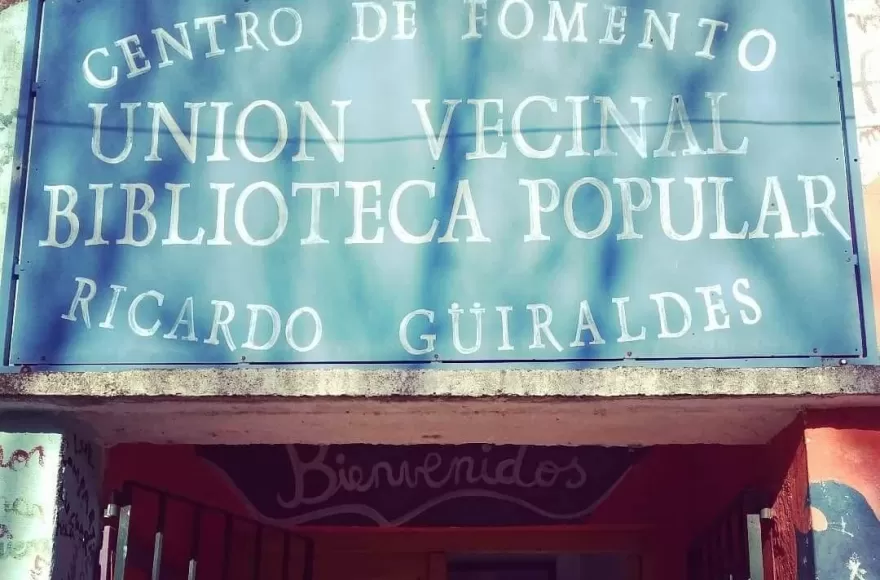 CENTRO DE FOMENTO
UNION VECINAL
BIBLIOTECA POPULAR
RICARDO GÜIRALDES
Bienvenidos